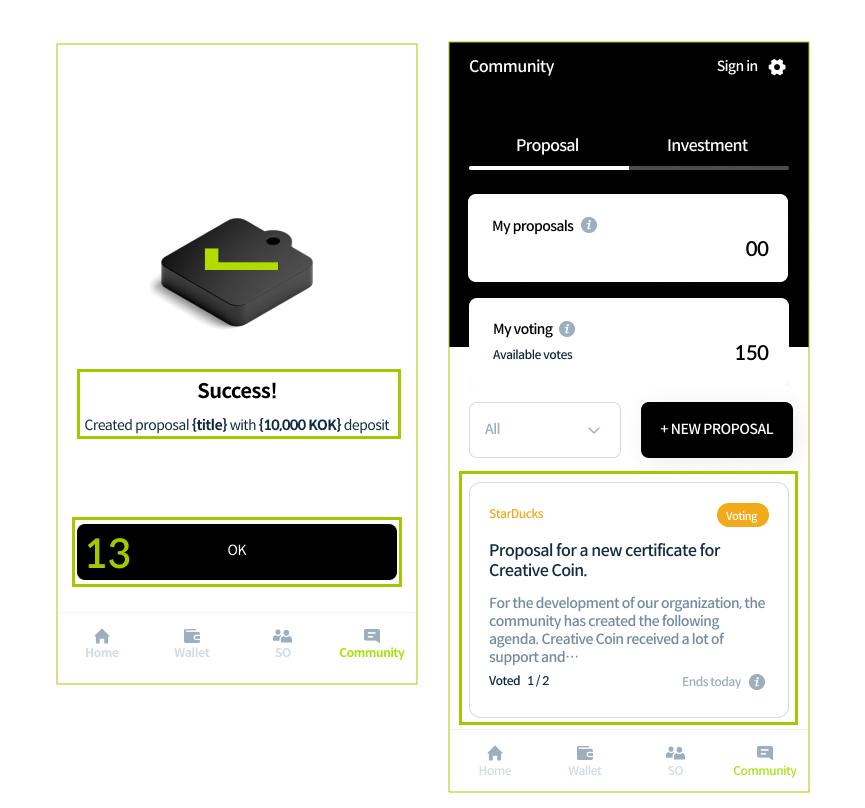 Success!
Created proposal {title} with {10,000 KOK} deposit
13
OK
Home
Wallet
SO
Community
Community
Sign in
Proposal
Investment
My proposals i
00
My voting i
Available votes
150
All
+ NEW PROPOSAL
StarDucks
Voting
Proposal for a new certificate for
Creative Coin.
For the development of our organization, the
community has created the following
agenda. Creative Coin received a lot of
support and···
Voted 1 / 2
Ends today i
Home
Wallet
SO
Community